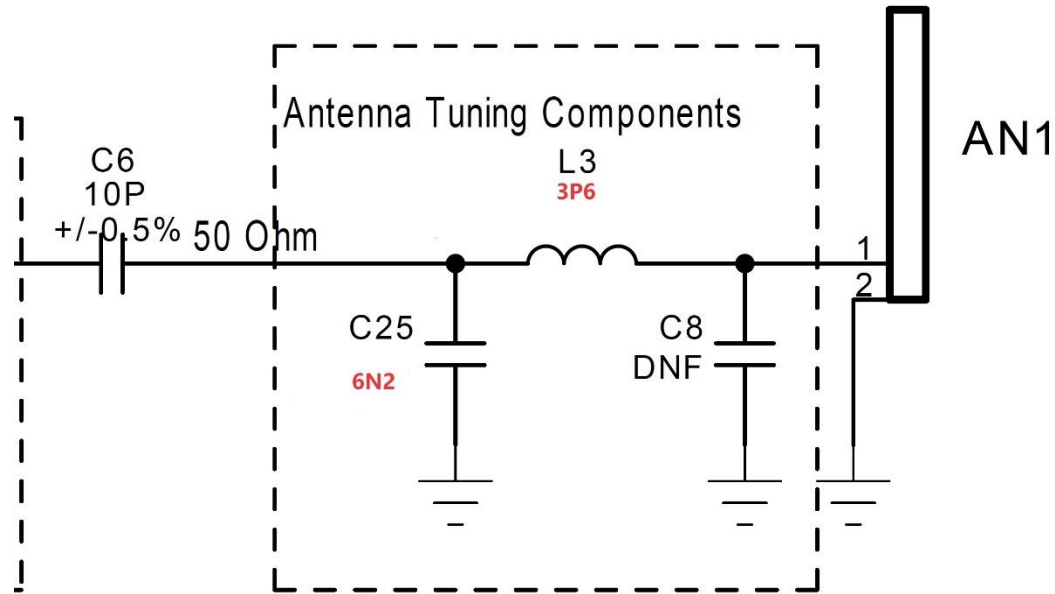 Antenna Tuning Components
AN1
C6
10P
+/-0.5%
50 Ohm
L3
3P6
1
2
C25
6N2
C8
DNF